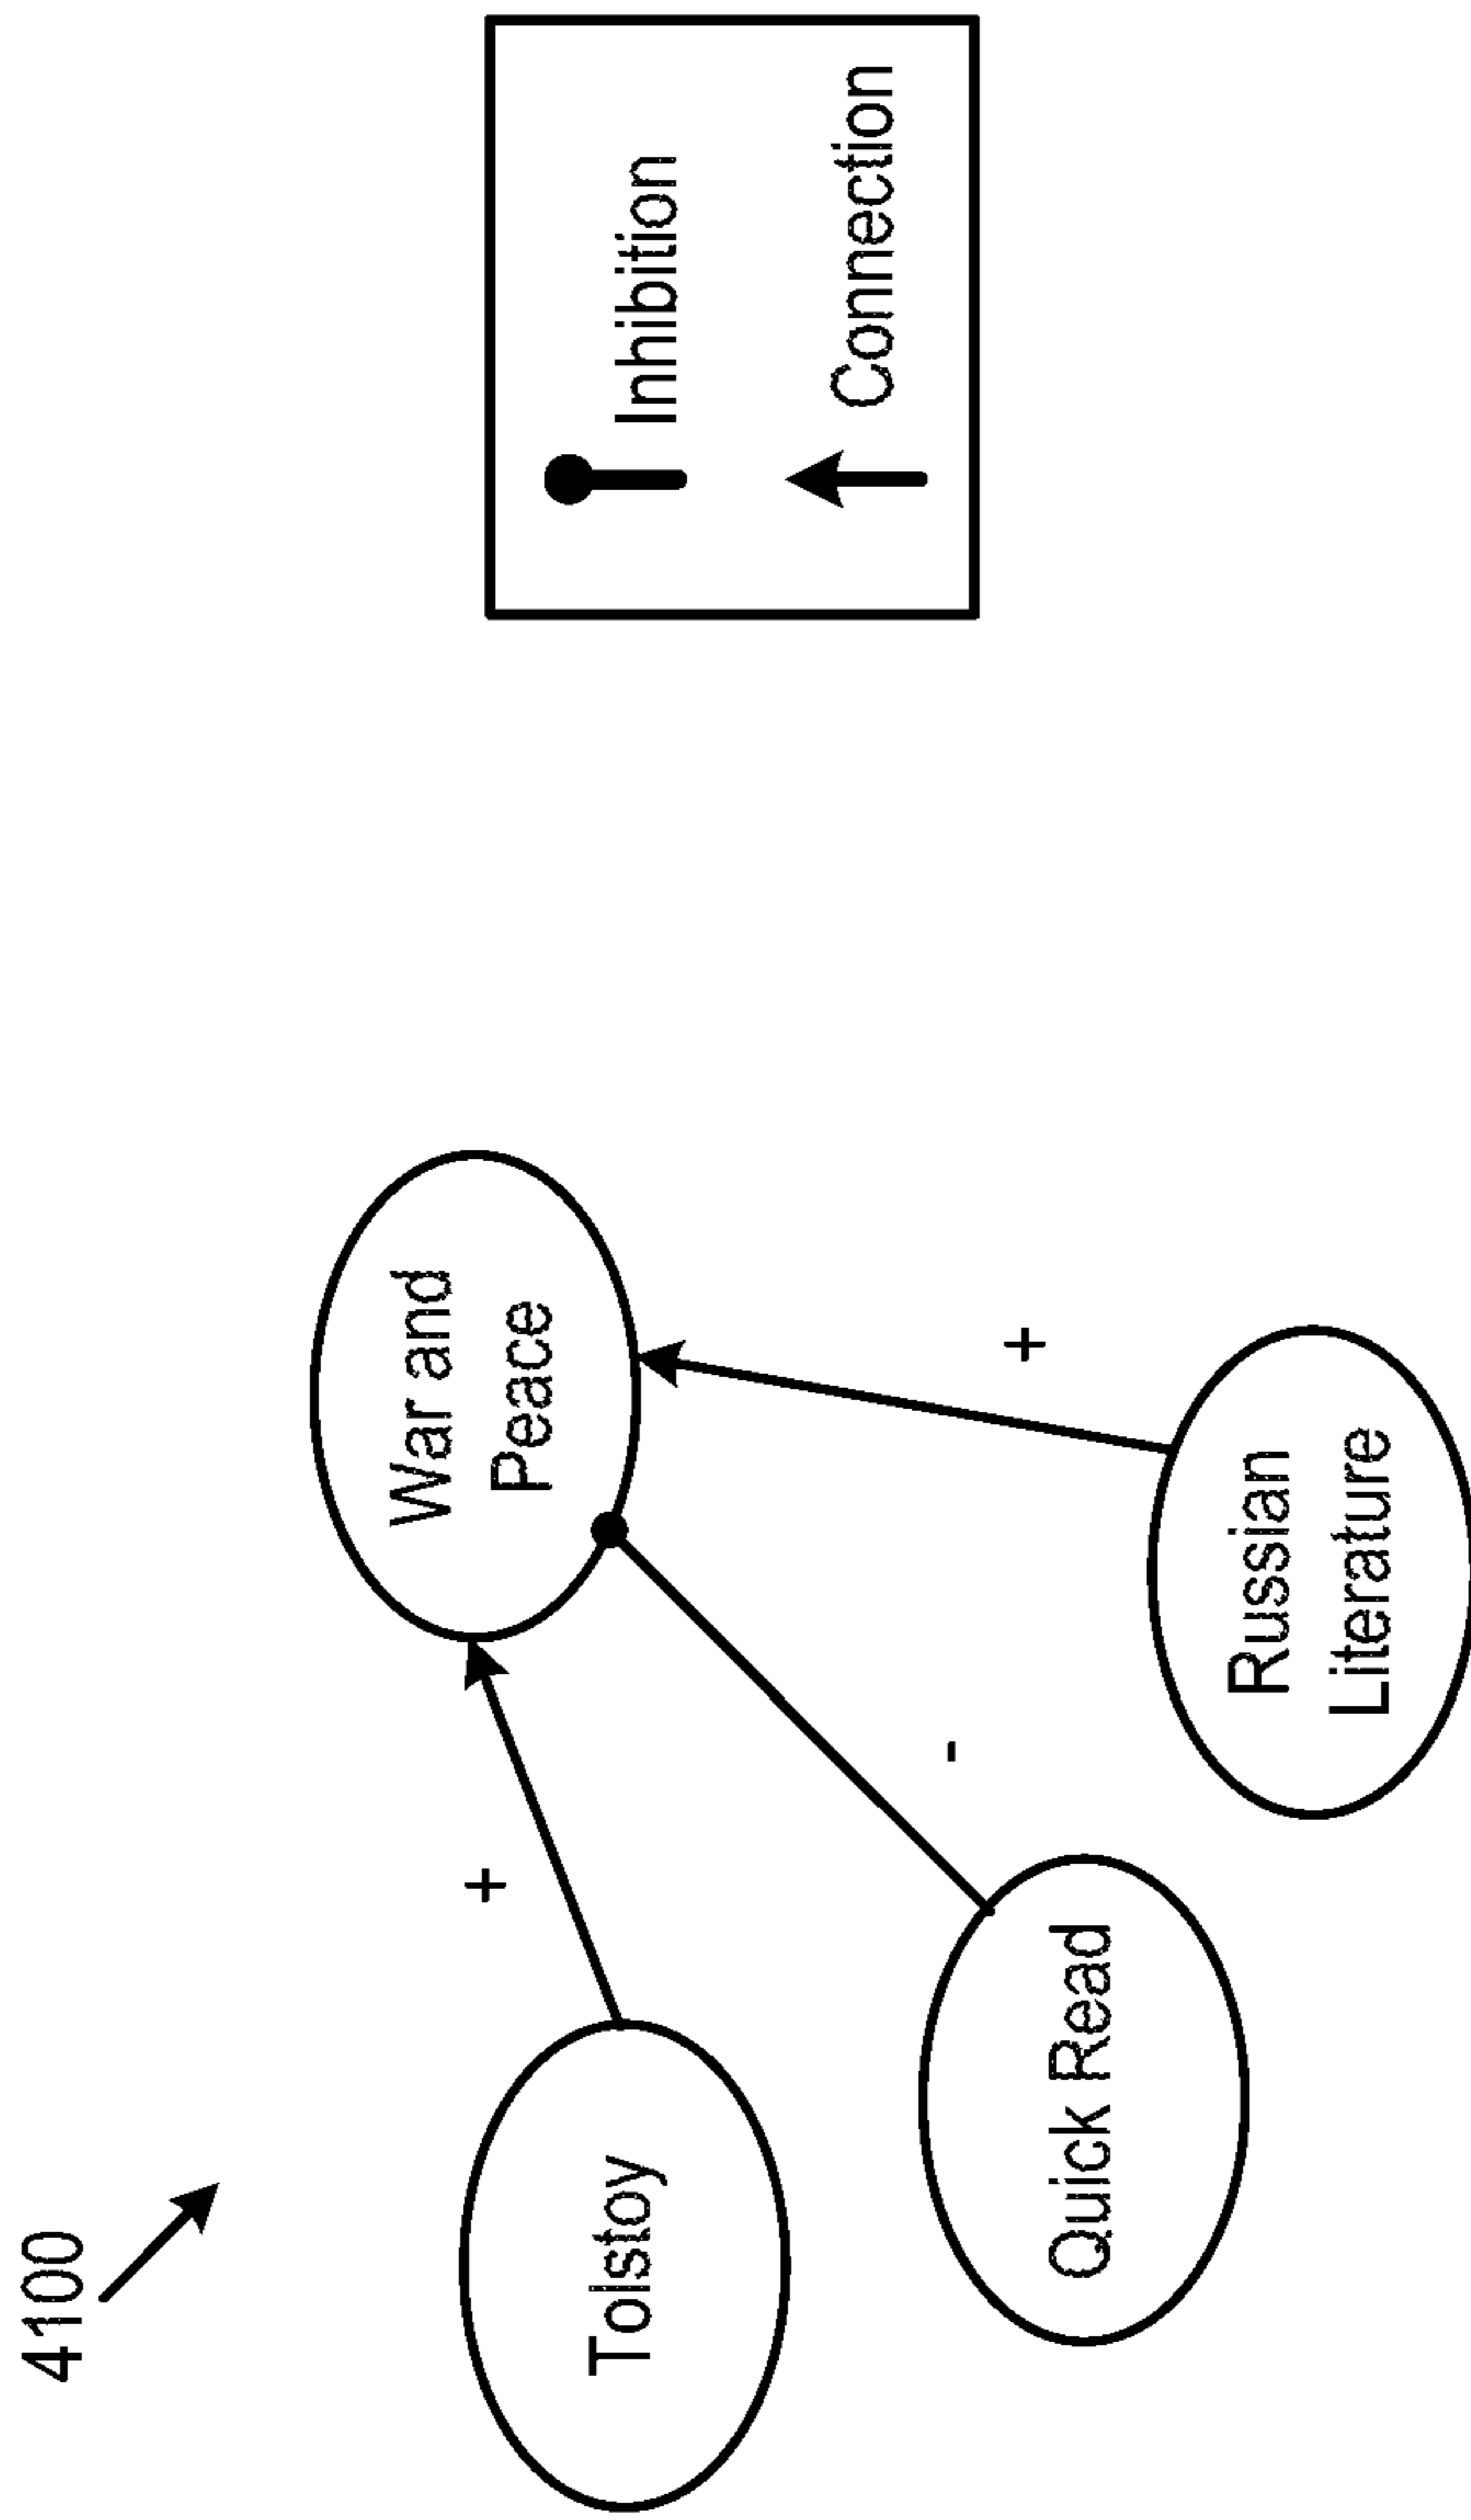 4100
War and
Peace
+
Tolstoy
-
+
Quick Read
Russian
Literature
Inhibition
Connection